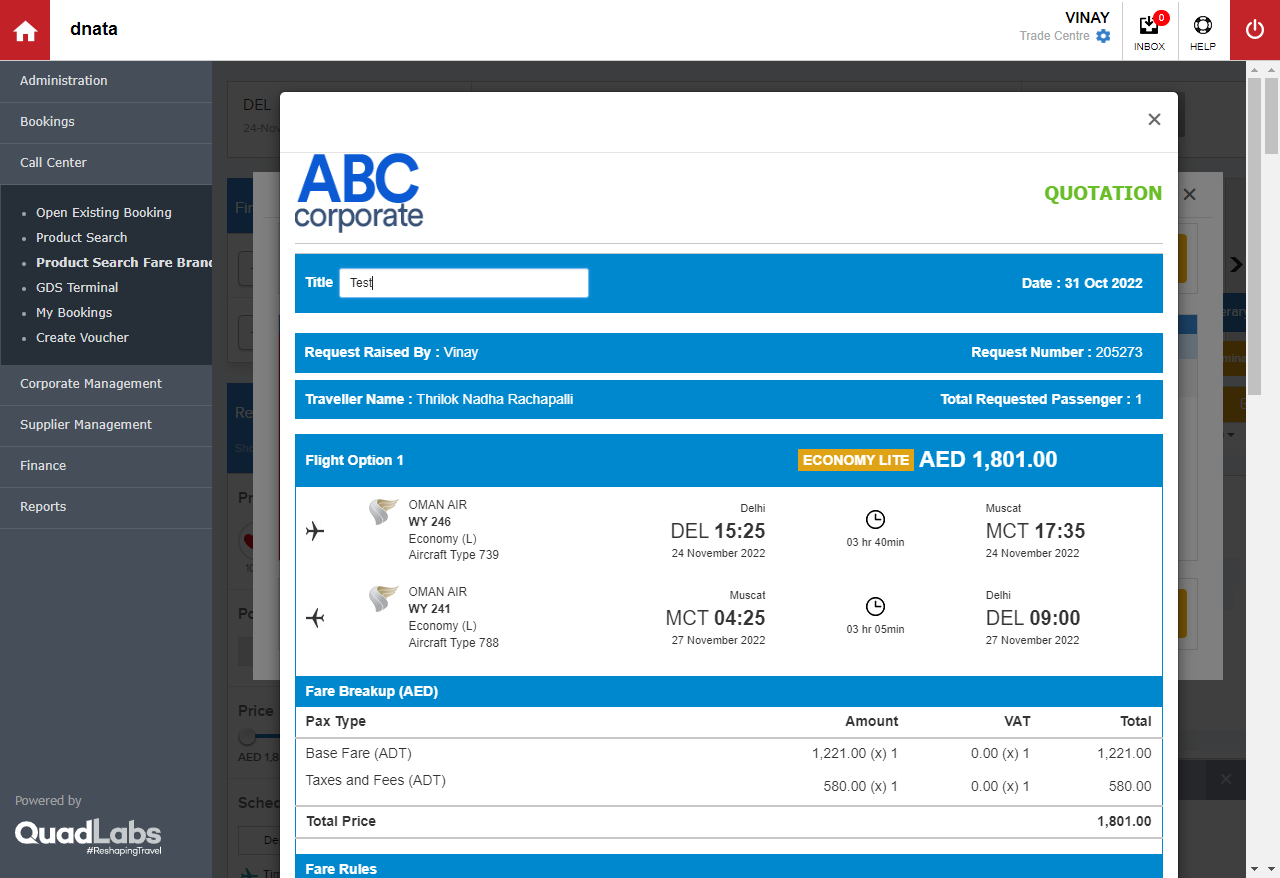 dnata
VINAY
Trade Centre
0
INBOX
HELP
Administration
Bookings
Call Center
Open Existing Booking
Product Search
Product Search Fare Brand
GDS Terminal
My Bookings
Create Voucher
Corporate Management
Supplier Management
Finance
Reports
Powered by
QuadLabs
#ReshapingTravel
DEL
24-Nov
Price
AED 1,8
Sched
De
Tim
×
ABC
corporate
QUOTATION
Title Test Date : 31 Oct 2022
Request Raised By : Vinay Request Number : 205273
Traveller Name : Thrilok Nadha Rachapalli Total Requested Passenger : 1
Flight Option 1 ECONOMY LITE AED 1,801.00
OMAN AIR
WY 246
Economy (L)
Aircraft Type 739
Delhi
DEL 15:25
24 November 2022
03 hr 40min
Muscat
MCT 17:35
24 November 2022
OMAN AIR
WY 241
Economy (L)
Aircraft Type 788
Muscat
MCT 04:25
27 November 2022
03 hr 05min
Delhi
DEL 09:00
27 November 2022
Fare Breakup (AED)
Pax Type Amount VAT Total
Base Fare (ADT) 1,221.00 (x) 1 0.00 (x) 1 1,221.00
Taxes and Fees (ADT) 580.00 (x) 1 0.00 (x) 1 580.00
Total Price 1,801.00
Fare Rules